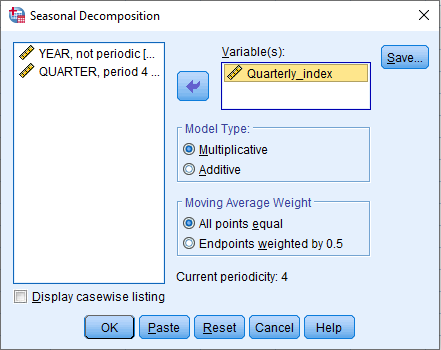 Seasonal Decomposition
YEAR, not periodic [...
QUARTER, period 4 ...
Variable(s):
Quarterly_index
Save...
Model Type:
Multiplicative
Additive
Moving Average Weight
All points equal
Endpoints weighted by 0.5
Current periodicity: 4
Display casewise listing
OK Paste Reset Cancel Help